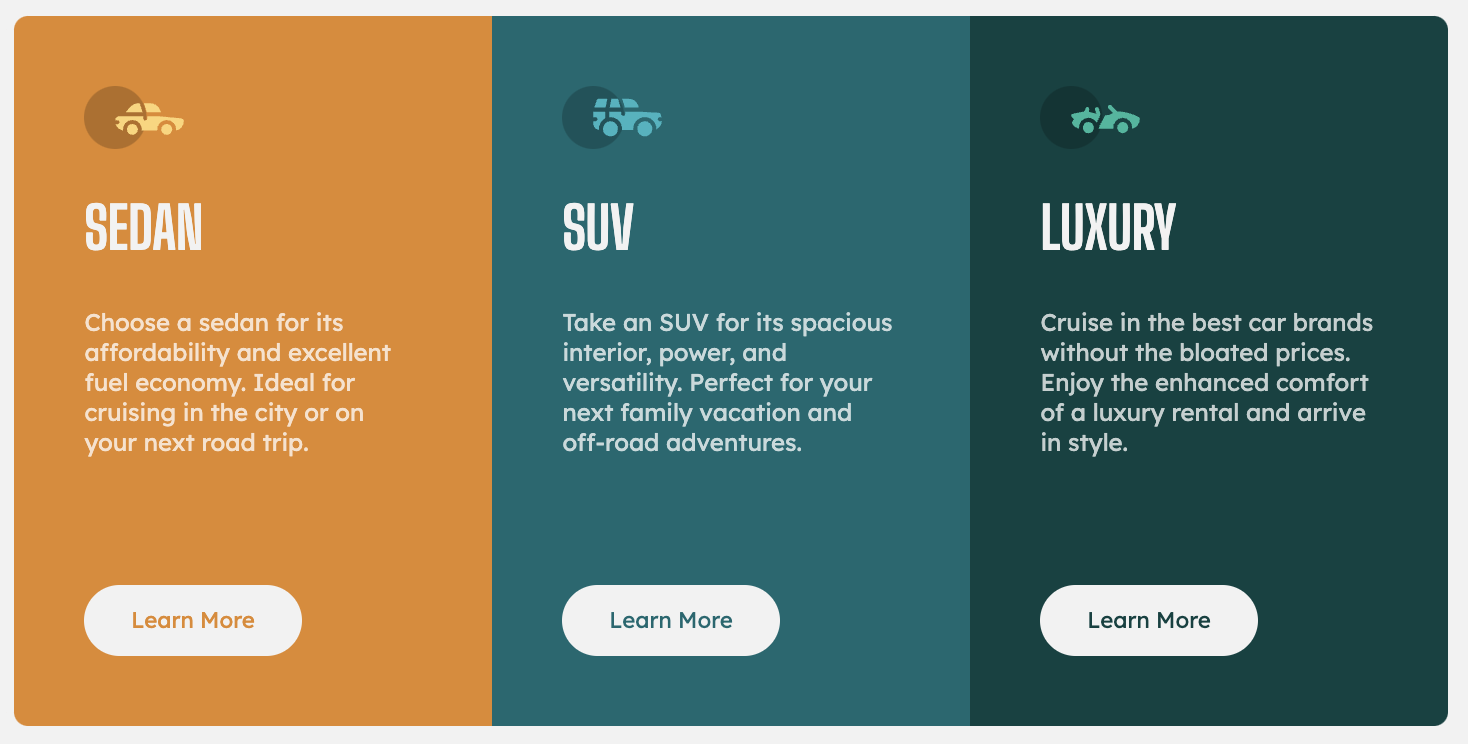 SEDAN
Choose a sedan for its
affordability and excellent
fuel economy. Ideal for
cruising in the city or on
your next road trip.
Learn More
SUV
Take an SUV for its spacious
interior, power, and
versatility. Perfect for your
next family vacation and
off-road adventures.
Learn More
LUXURY
Cruise in the best car brands
without the bloated prices.
Enjoy the enhanced comfort
of a luxury rental and arrive
in style.
Learn More